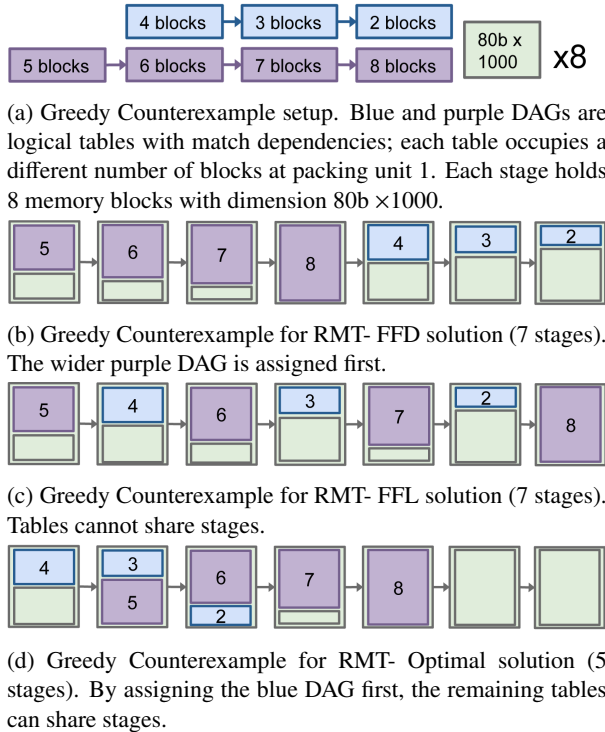 4 blocks 3 blocks 2 blocks
5 blocks 6 blocks 7 blocks 8 blocks
80b x
1000
x8
(a) Greedy Counterexample setup. Blue and purple DAGs are
logical tables with match dependencies; each table occupies a
different number of blocks at packing unit 1. Each stage holds
8 memory blocks with dimension 80b ×1000.
5 6 7 8 4 3 2
(b) Greedy Counterexample for RMT- FFD solution (7 stages).
The wider purple DAG is assigned first.
5 4 6 3 7 2 8
(c) Greedy Counterexample for RMT- FFL solution (7 stages).
Tables cannot share stages.
4 3 6 7 8
5 2
(d) Greedy Counterexample for RMT- Optimal solution (5
stages). By assigning the blue DAG first, the remaining tables
can share stages.